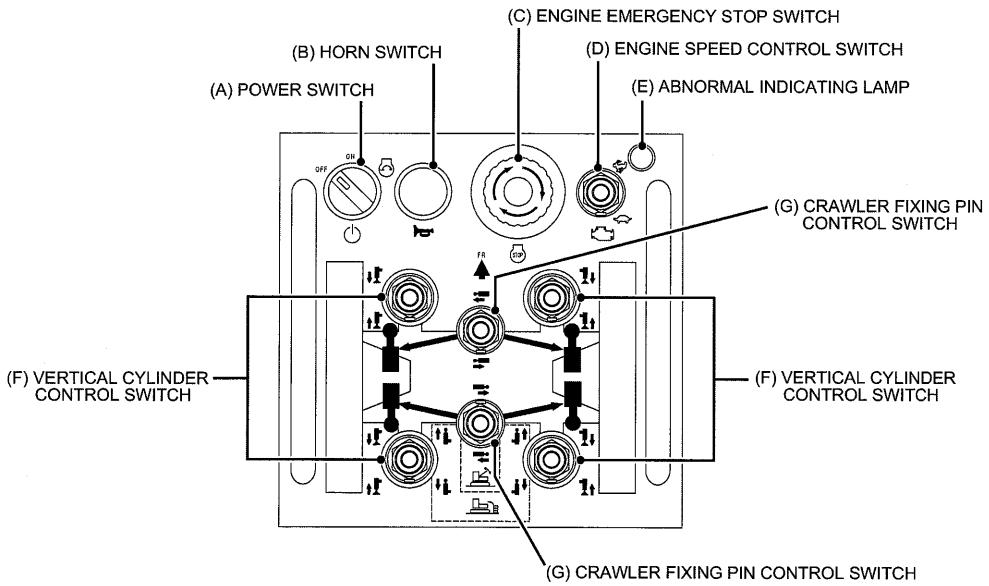 (C) ENGINE EMERGENCY STOP SWITCH
(D) ENGINE SPEED CONTROL SWITCH
(B) HORN SWITCH
(E) ABNORMAL INDICATING LAMP
(A) POWER SWITCH
ON
OFF
(G) CRAWLER FIXING PIN
CONTROL SWITCH
STOP
FR
(F) VERTICAL CYLINDER
CONTROL SWITCH
(F) VERTICAL CYLINDER
CONTROL SWITCH
(G) CRAWLER FIXING PIN CONTROL SWITCH